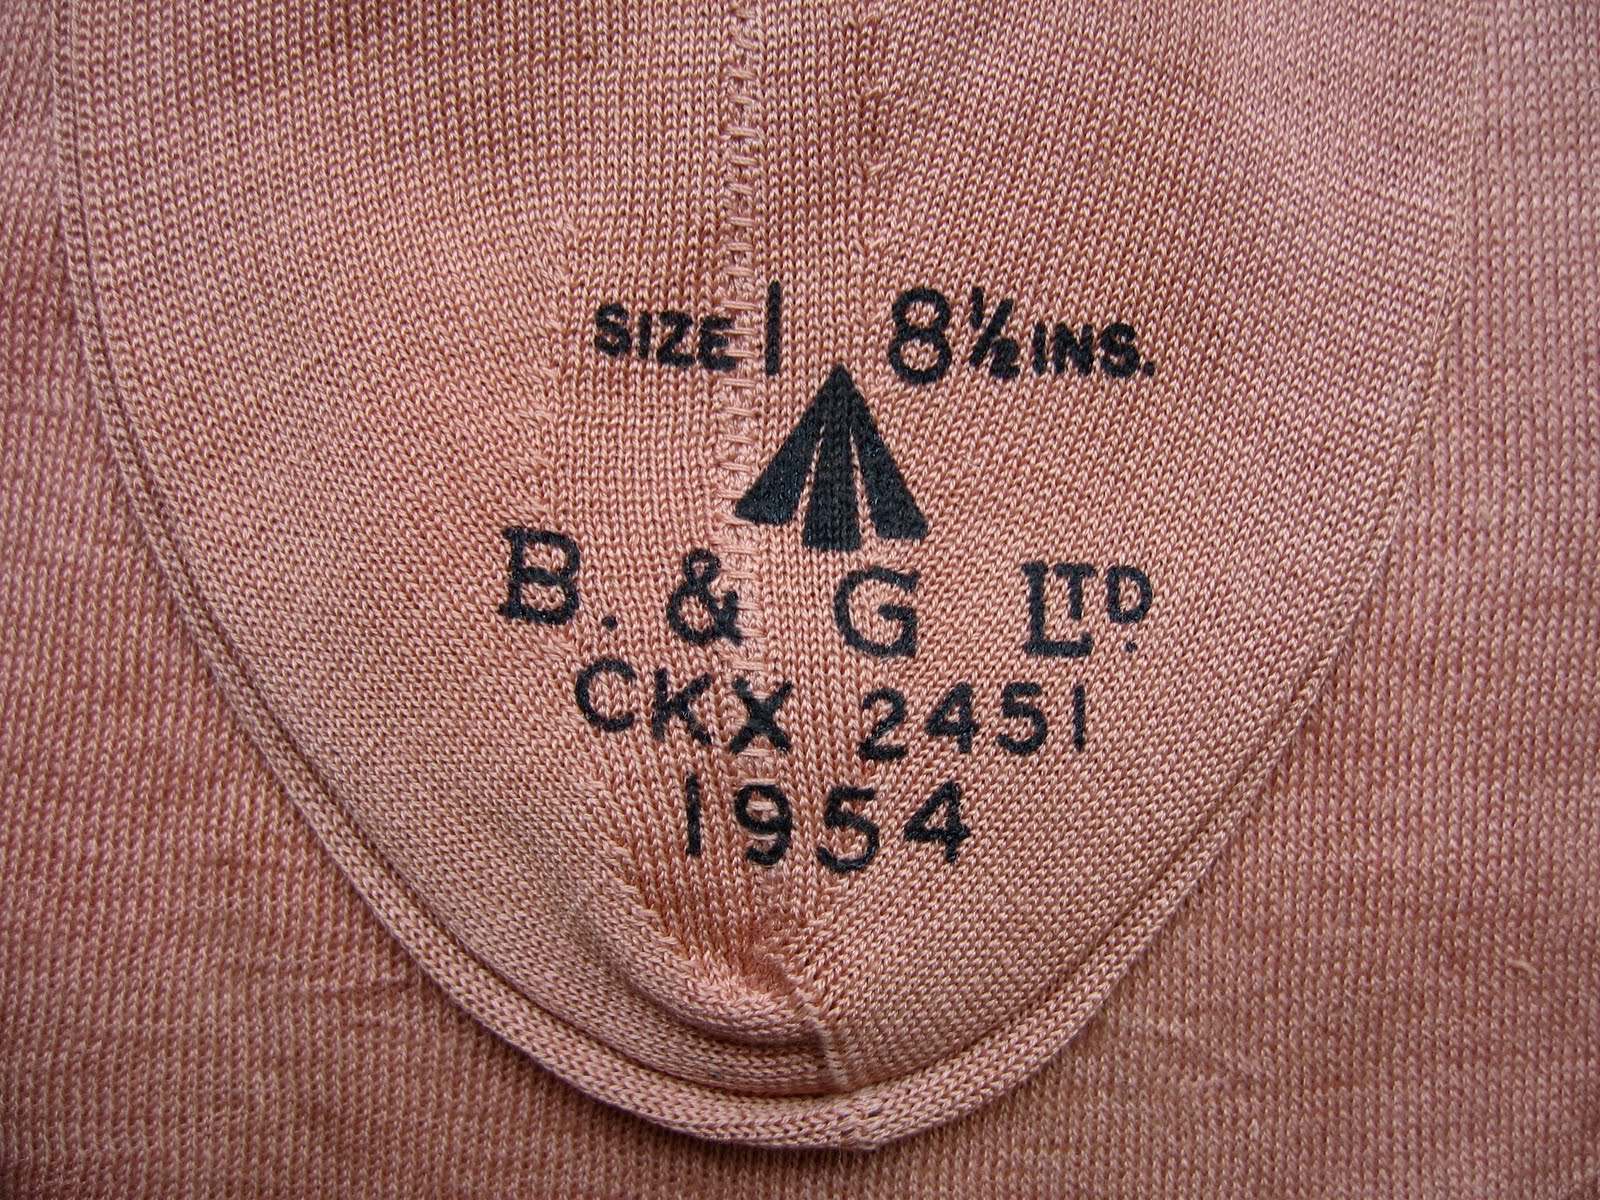 SIZE 1 8½ INS.
B. & G LTD.
CKX 2451
1954